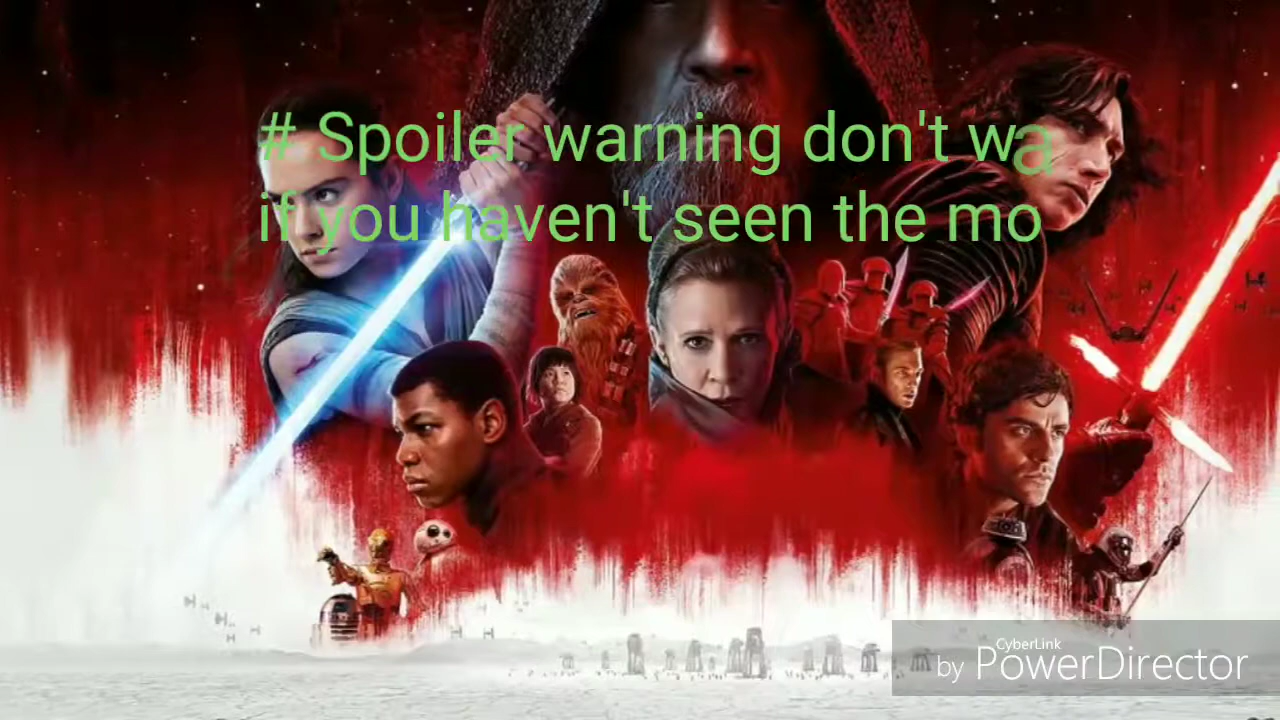 # Spoiler warning don't wa
if you haven't seen the mo
CyberLink
by PowerDirector